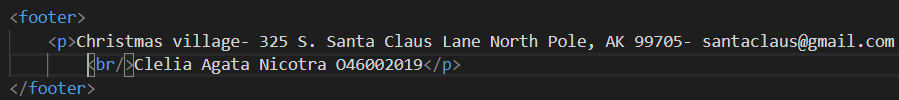 <footer>
<p>Christmas village- 325 S. Santa Claus Lane North Pole, AK 99705- santaclaus@gmail.com
<br/>Clelia Agata Nicotra O46002019</p>
</footer>